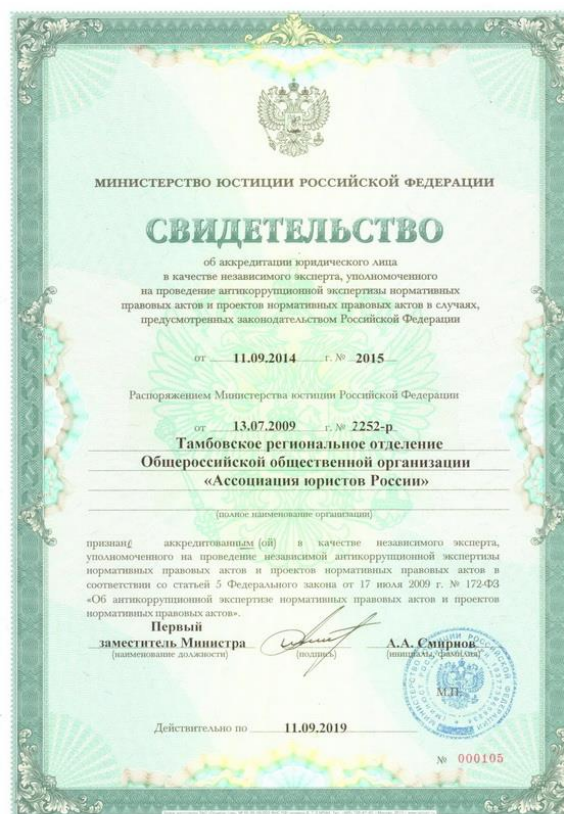 МИНИСТЕРСТВО ЮСТИЦИИ РОССИЙСКОЙ ФЕДЕРАЦИИ
СВИДЕТЕЛЬСТВО
об аккредитации юридического лица
в качестве независимого эксперта, уполномоченного
на проведение антикоррупционной экспертизы нормативных
правовых актов и проектов нормативных правовых актов в случаях,
предусмотренных законодательством Российской Федерации
от 11.09.2014 г. № 2015
Распоряжением Министерства юстиции Российской Федерации
от 13.07.2009 г. № 2252-р
Тамбовское региональное отделение
Общероссийской общественной организации
«Ассоциация юристов России»
(полное наименование организации)
признан аккредитованным (ой) в качестве независимого эксперта,
уполномоченного на проведение независимой антикоррупционной экспертизы
нормативных правовых актов и проектов нормативных правовых актов в
соответствии со статьей 5 Федерального закона от 17 июля 2009 г. № 172-ФЗ
«Об антикоррупционной экспертизе нормативных правовых актов и проектов
нормативных правовых актов».
Первый
заместитель Министра А.А. Смирнов
(наименование должности) (подпись) (инициалы, фамилия)
М.П.
Действительно по 11.09.2019
№ 000105